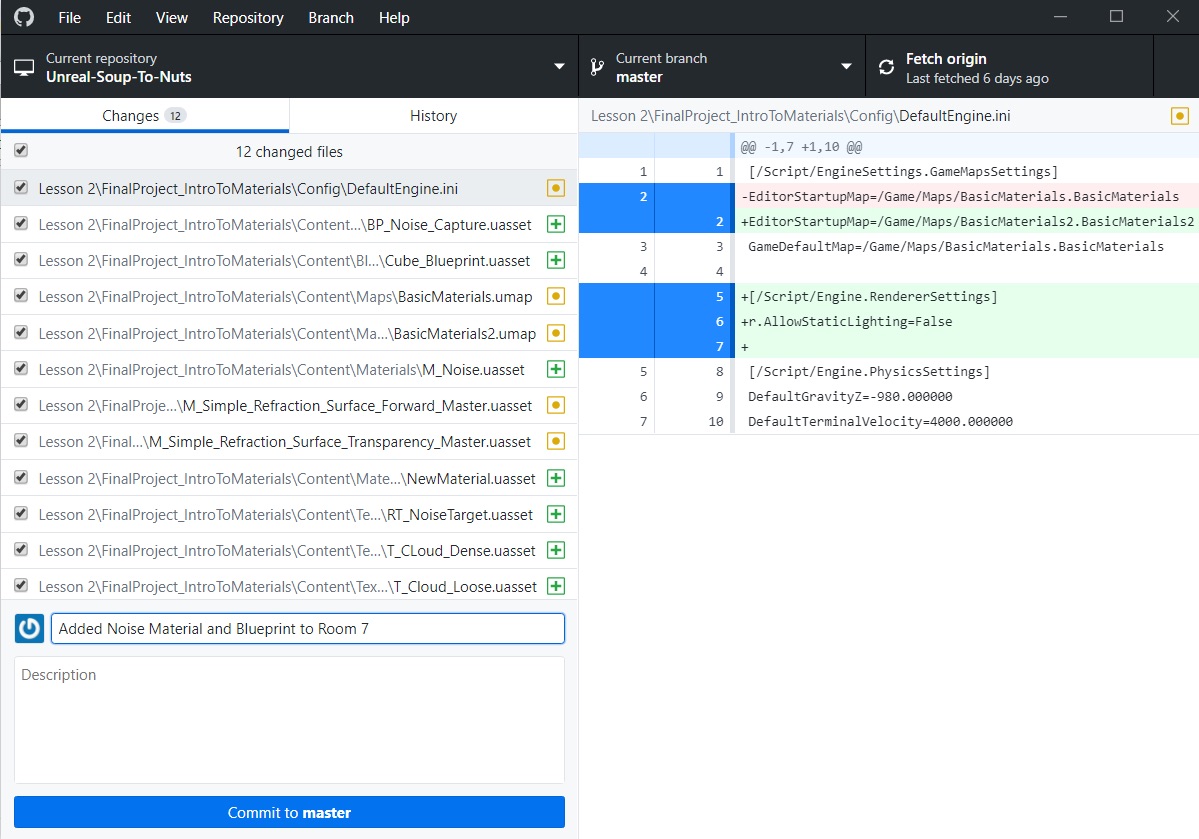 File Edit View Repository Branch Help
Current repository
Unreal-Soup-To-Nuts
Current branch
master
Fetch origin
Last fetched 6 days ago
Changes 12
History
12 changed files
Lesson 2\FinalProject_IntroToMaterials\Config\DefaultEngine.ini
Lesson 2\FinalProject_IntroToMaterials\Content...\BP_Noise_Capture.uasset
Lesson 2\FinalProject_IntroToMaterials\Content\Bl...\Cube_Blueprint.uasset
Lesson 2\FinalProject_IntroToMaterials\Content\Maps\BasicMaterials.umap
Lesson 2\FinalProject_IntroToMaterials\Content\Ma...\BasicMaterials2.umap
Lesson 2\FinalProject_IntroToMaterials\Content\Materials\M_Noise.uasset
Lesson 2\FinalProje...\M_Simple_Refraction_Surface_Forward_Master.uasset
Lesson 2\Final...\M_Simple_Refraction_Surface_Transparency_Master.uasset
Lesson 2\FinalProject_IntroToMaterials\Content\Mate...\NewMaterial.uasset
Lesson 2\FinalProject_IntroToMaterials\Content\Te...\RT_NoiseTarget.uasset
Lesson 2\FinalProject_IntroToMaterials\Content\Te...\T_CLoud_Dense.uasset
Lesson 2\FinalProject_IntroToMaterials\Content\Tex...\T_Cloud_Loose.uasset
Added Noise Material and Blueprint to Room 7
Description
Commit to master
Lesson 2\FinalProject_IntroToMaterials\Config\DefaultEngine.ini
@@ -1,7 +1,10 @@
1 1 [/Script/EngineSettings.GameMapsSettings]
2 -EditorStartupMap=/Game/Maps/BasicMaterials.BasicMaterials
2 +EditorStartupMap=/Game/Maps/BasicMaterials2.BasicMaterials2
3 3 GameDefaultMap=/Game/Maps/BasicMaterials.BasicMaterials
4 4
5 +[/Script/Engine.RendererSettings]
6 +r.AllowStaticLighting=False
7 +
5 8 [/Script/Engine.PhysicsSettings]
6 9 DefaultGravityZ=-980.000000
7 10 DefaultTerminalVelocity=4000.000000